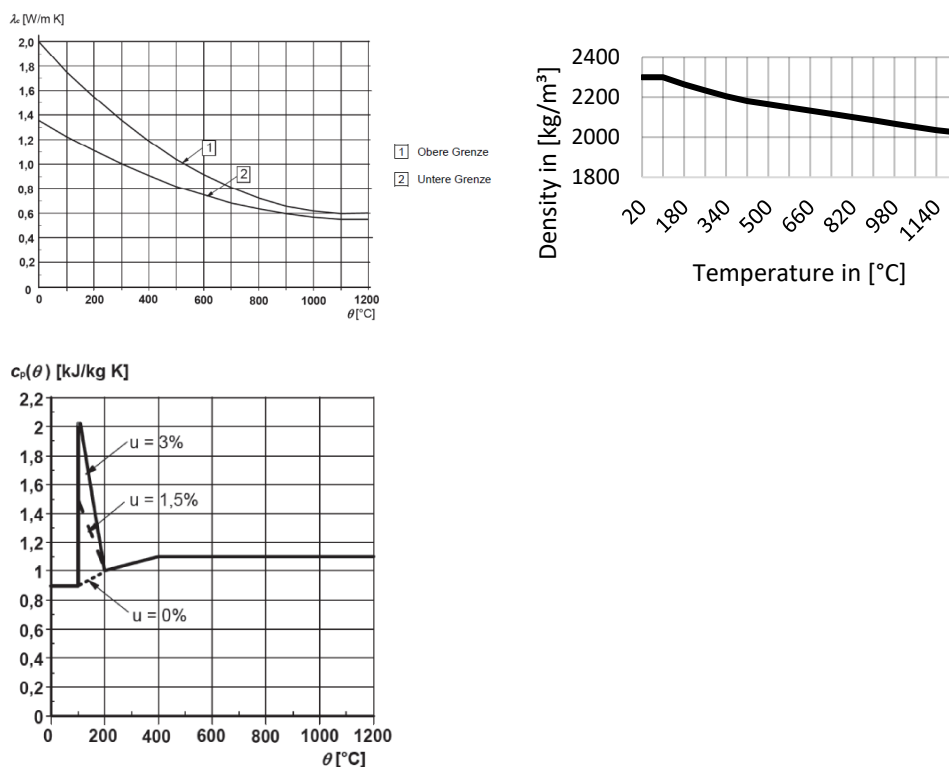 λc [W/m K]
2,0
1,8
1,6
1,4
1,2
1,0
0,8
0,6
0,4
0,2
0
0 200 400 600 800 1000 1200
θ [°C]
1
2
1 Obere Grenze
2 Untere Grenze
Density in [kg/m³]
2400
2200
2000
1800
20 180 340 500 660 820 980 1140
Temperature in [°C]
cp(θ) [kJ/kg K]
2,2
2
1,8
1,6
1,4
1,2
1
0,8
0,6
0,4
0,2
0
u = 3%
u = 1,5%
u = 0%
0 200 400 600 800 1000 1200
θ [°C]